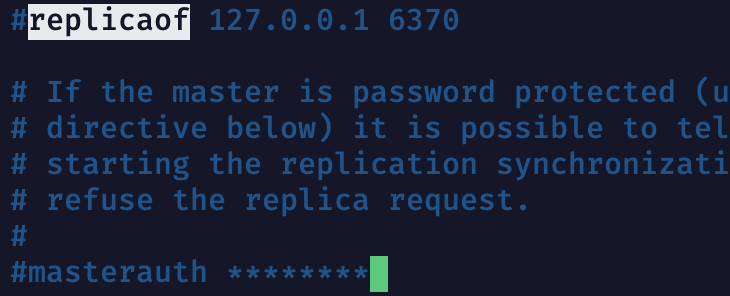 #replicaof 127.0.0.1 6370
# If the master is password protected (u
# directive below) it is possible to tel
# starting the replication synchronizati
# refuse the replica request.
#
#masterauth ********